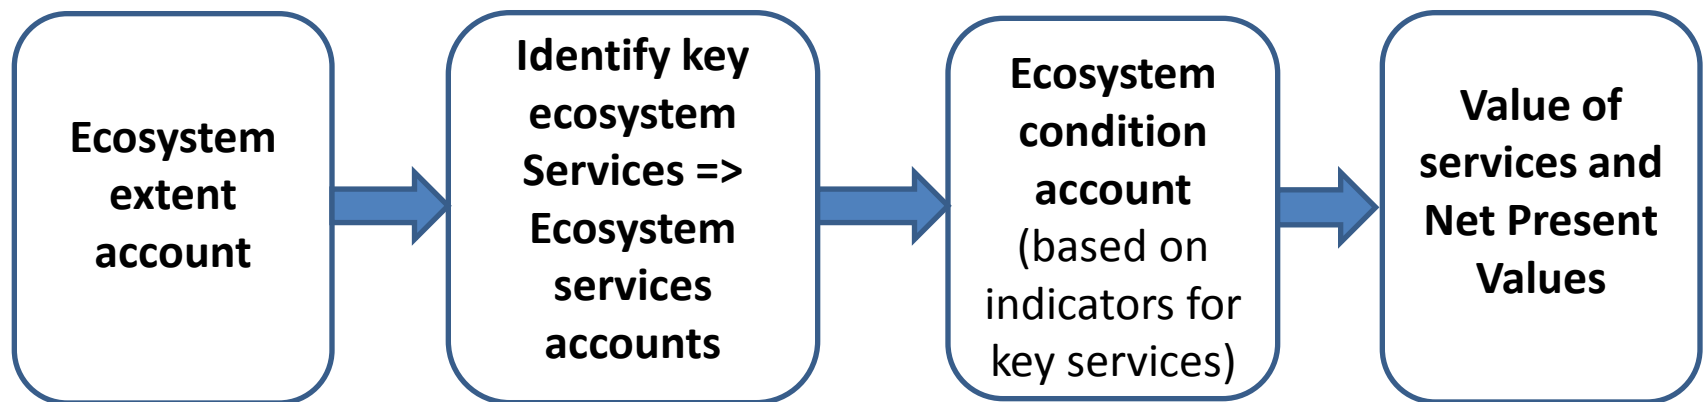 Ecosystem
extent
account
Identify key
ecosystem
Services =>
Ecosystem
services
accounts
Ecosystem
condition
account
(based on
indicators for
key services)
Value of
services and
Net Present
Values